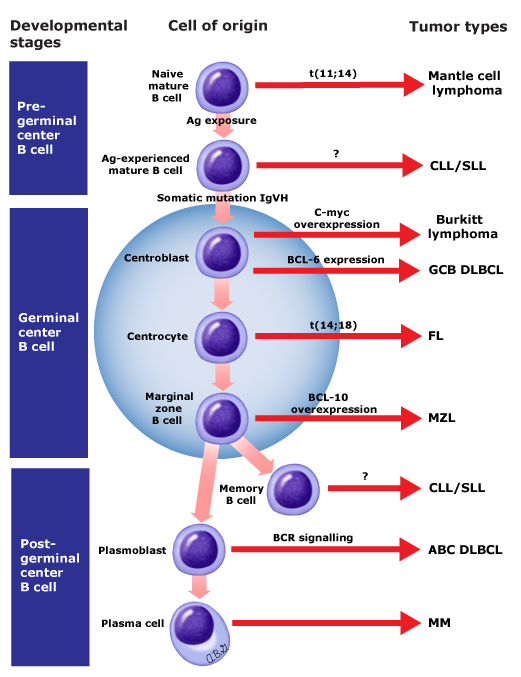 Developmental
stages
Cell of origin
Tumor types
Pre-
germinal
center
B cell
Naive
mature
B cell
t(11;14)
Mantle cell
lymphoma
Ag exposure
Ag-experienced
mature B cell
?
CLL/SLL
Somatic mutation IgVH
Germinal
center
B cell
Centroblast
C-myc
overexpression
Burkitt
lymphoma
BCL-6 expression
GCB DLBCL
Centrocyte
t(14;18)
FL
Marginal
zone
B cell
BCL-10
overexpression
MZL
Post-
germinal
center
B cell
Memory
B cell
?
CLL/SLL
Plasmoblast
BCR signalling
ABC DLBCL
Plasma cell
MM